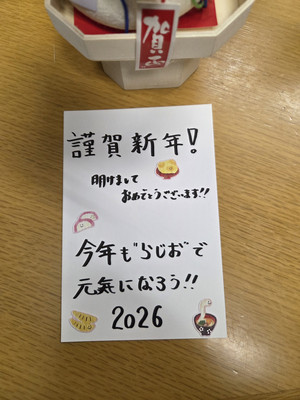 賀正
謹賀新年!
明けまして
おめでとうございます!!
今年も"らじお"で
元気になろう!!
2026